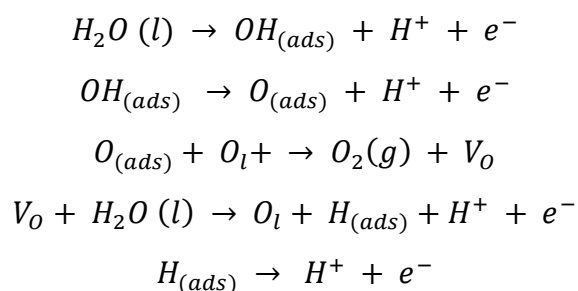 H₂O (l) → OH₍ads₎ + H⁺ + e⁻
OH₍ads₎ → O₍ads₎ + H⁺ + e⁻
O₍ads₎ + Oₗ+ → O₂(g) + V_O
V_O + H₂O (l) → Oₗ + H₍ads₎ + H⁺ + e⁻
H₍ads₎ → H⁺ + e⁻